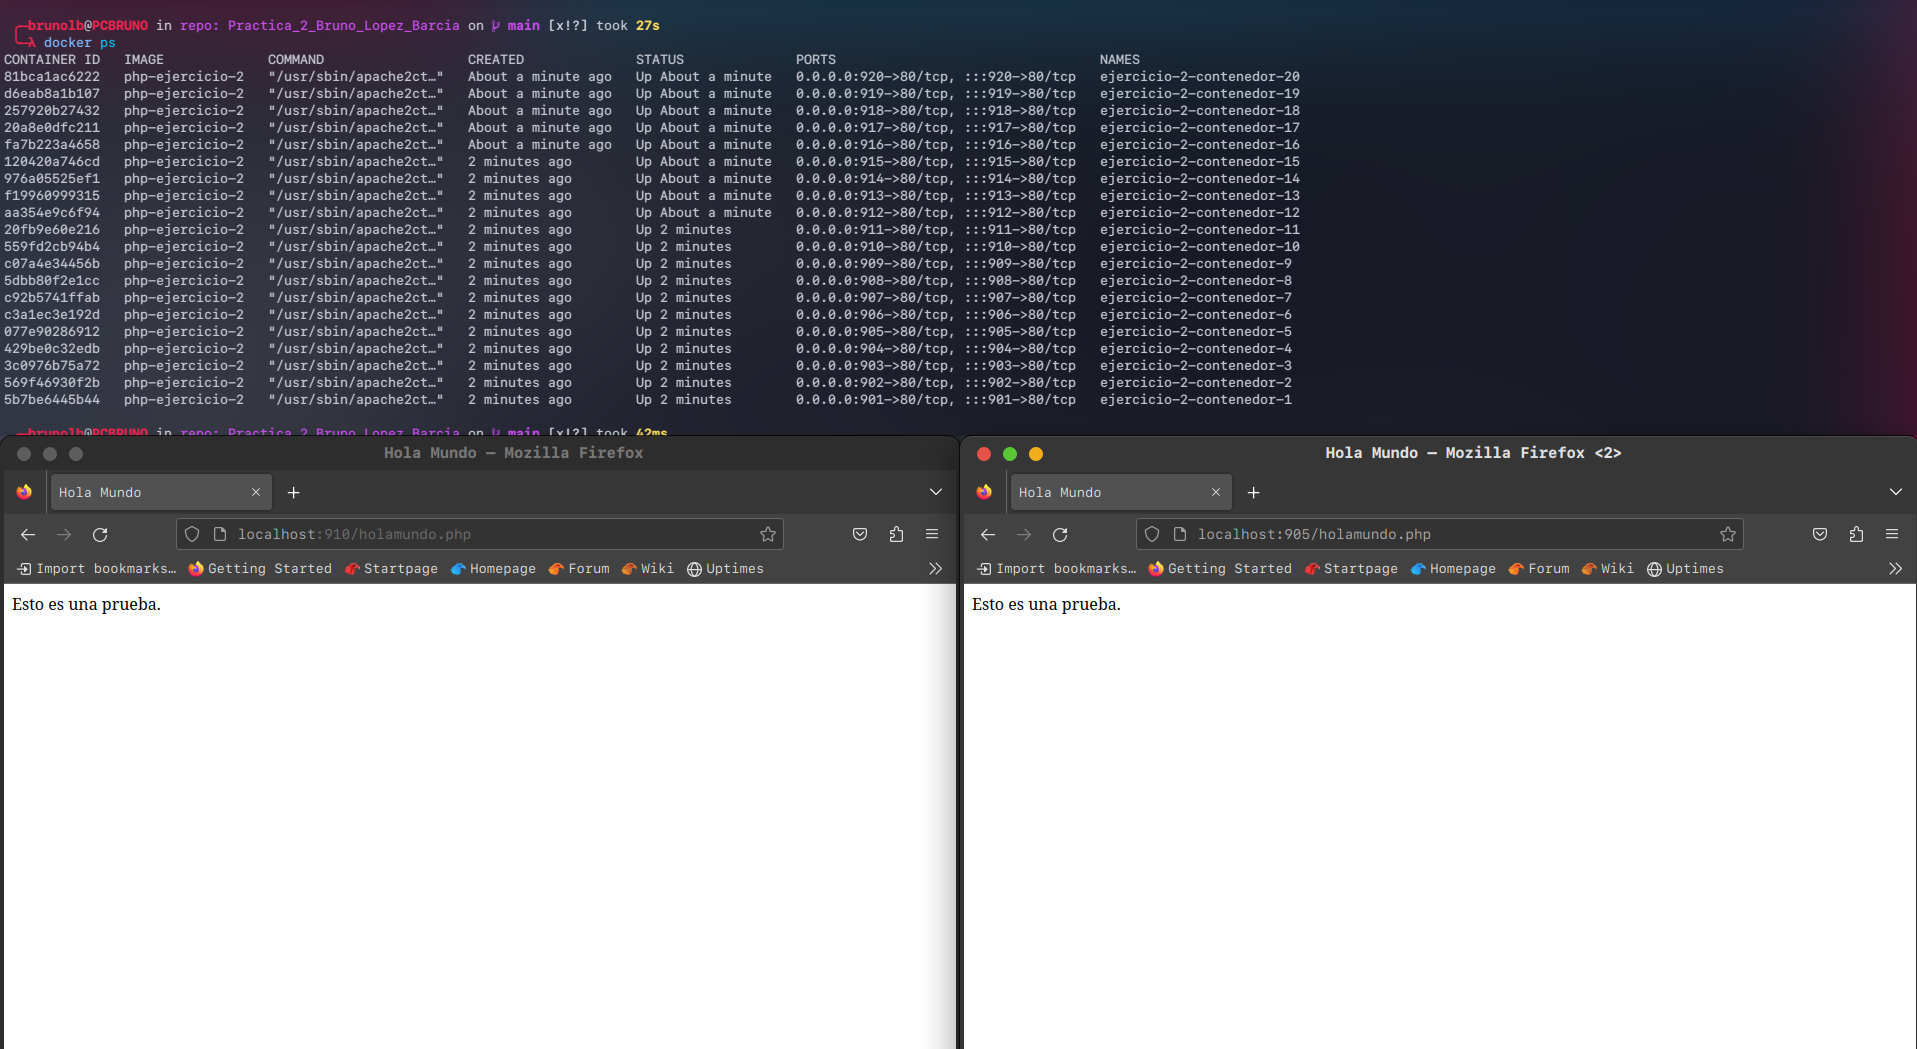 brunolb@PCBRUNO in repo: Practica_2_Bruno_Lopez_Barcia on main [x!?] took 27s
λ docker ps
CONTAINER ID   IMAGE             COMMAND                  CREATED              STATUS              PORTS                                 NAMES
81bca1ac6222   php-ejercicio-2   "/usr/sbin/apache2ct…"   About a minute ago   Up About a minute   0.0.0.0:920->80/tcp, :::920->80/tcp   ejercicio-2-contenedor-20
d6eab8a1b107   php-ejercicio-2   "/usr/sbin/apache2ct…"   About a minute ago   Up About a minute   0.0.0.0:919->80/tcp, :::919->80/tcp   ejercicio-2-contenedor-19
257920b27432   php-ejercicio-2   "/usr/sbin/apache2ct…"   About a minute ago   Up About a minute   0.0.0.0:918->80/tcp, :::918->80/tcp   ejercicio-2-contenedor-18
20a8e0dfc211   php-ejercicio-2   "/usr/sbin/apache2ct…"   About a minute ago   Up About a minute   0.0.0.0:917->80/tcp, :::917->80/tcp   ejercicio-2-contenedor-17
fa7b223a4658   php-ejercicio-2   "/usr/sbin/apache2ct…"   About a minute ago   Up About a minute   0.0.0.0:916->80/tcp, :::916->80/tcp   ejercicio-2-contenedor-16
120420a746cd   php-ejercicio-2   "/usr/sbin/apache2ct…"   2 minutes ago        Up About a minute   0.0.0.0:915->80/tcp, :::915->80/tcp   ejercicio-2-contenedor-15
976a05525ef1   php-ejercicio-2   "/usr/sbin/apache2ct…"   2 minutes ago        Up About a minute   0.0.0.0:914->80/tcp, :::914->80/tcp   ejercicio-2-contenedor-14
f19960999315   php-ejercicio-2   "/usr/sbin/apache2ct…"   2 minutes ago        Up About a minute   0.0.0.0:913->80/tcp, :::913->80/tcp   ejercicio-2-contenedor-13
aa354e9c6f94   php-ejercicio-2   "/usr/sbin/apache2ct…"   2 minutes ago        Up About a minute   0.0.0.0:912->80/tcp, :::912->80/tcp   ejercicio-2-contenedor-12
20fb9e60e216   php-ejercicio-2   "/usr/sbin/apache2ct…"   2 minutes ago        Up 2 minutes        0.0.0.0:911->80/tcp, :::911->80/tcp   ejercicio-2-contenedor-11
559fd2cb94b4   php-ejercicio-2   "/usr/sbin/apache2ct…"   2 minutes ago        Up 2 minutes        0.0.0.0:910->80/tcp, :::910->80/tcp   ejercicio-2-contenedor-10
c07a4e34456b   php-ejercicio-2   "/usr/sbin/apache2ct…"   2 minutes ago        Up 2 minutes        0.0.0.0:909->80/tcp, :::909->80/tcp   ejercicio-2-contenedor-9
5dbb80f2e1cc   php-ejercicio-2   "/usr/sbin/apache2ct…"   2 minutes ago        Up 2 minutes        0.0.0.0:908->80/tcp, :::908->80/tcp   ejercicio-2-contenedor-8
c92b5741ffab   php-ejercicio-2   "/usr/sbin/apache2ct…"   2 minutes ago        Up 2 minutes        0.0.0.0:907->80/tcp, :::907->80/tcp   ejercicio-2-contenedor-7
c3a1ec3e192d   php-ejercicio-2   "/usr/sbin/apache2ct…"   2 minutes ago        Up 2 minutes        0.0.0.0:906->80/tcp, :::906->80/tcp   ejercicio-2-contenedor-6
077e90286912   php-ejercicio-2   "/usr/sbin/apache2ct…"   2 minutes ago        Up 2 minutes        0.0.0.0:905->80/tcp, :::905->80/tcp   ejercicio-2-contenedor-5
429be0c32edb   php-ejercicio-2   "/usr/sbin/apache2ct…"   2 minutes ago        Up 2 minutes        0.0.0.0:904->80/tcp, :::904->80/tcp   ejercicio-2-contenedor-4
3c0976b75a72   php-ejercicio-2   "/usr/sbin/apache2ct…"   2 minutes ago        Up 2 minutes        0.0.0.0:903->80/tcp, :::903->80/tcp   ejercicio-2-contenedor-3
569f46930f2b   php-ejercicio-2   "/usr/sbin/apache2ct…"   2 minutes ago        Up 2 minutes        0.0.0.0:902->80/tcp, :::902->80/tcp   ejercicio-2-contenedor-2
5b7be6445b44   php-ejercicio-2   "/usr/sbin/apache2ct…"   2 minutes ago        Up 2 minutes        0.0.0.0:901->80/tcp, :::901->80/tcp   ejercicio-2-contenedor-1
brunolb@PCBRUNO in repo: Practica_2_Bruno_Lopez_Barcia on main [x!?] took 42ms
Hola Mundo — Mozilla Firefox
Hola Mundo
localhost:910/holamundo.php
Import bookmarks… Getting Started Startpage Homepage Forum Wiki Uptimes
Esto es una prueba.
Hola Mundo — Mozilla Firefox <2>
Hola Mundo
localhost:905/holamundo.php
Import bookmarks… Getting Started Startpage Homepage Forum Wiki Uptimes
Esto es una prueba.